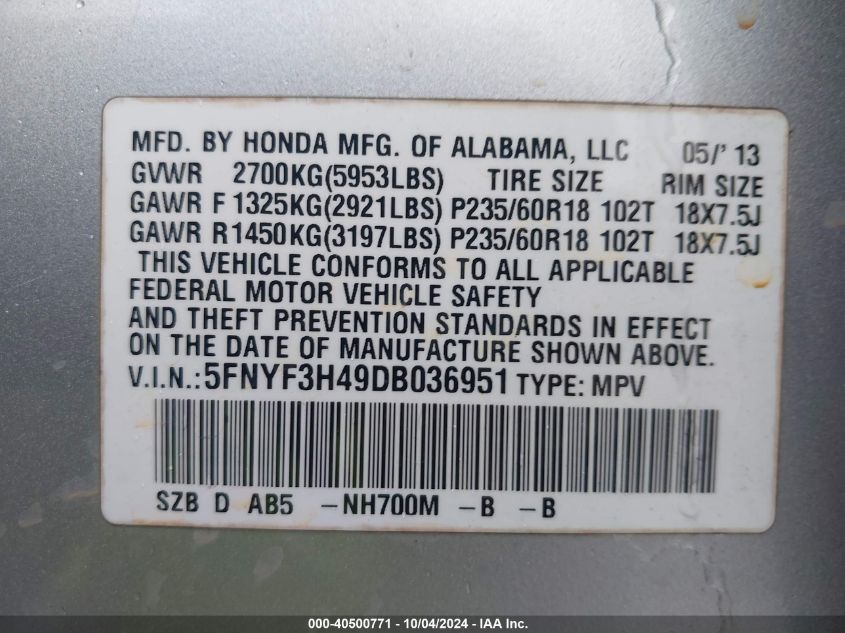 MFD. BY HONDA MFG. OF ALABAMA, LLC 05/' 13
GVWR 2700KG(5953LBS) TIRE SIZE RIM SIZE
GAWR F 1325KG(2921LBS) P235/60R18 102T 18X7.5J
GAWR R1450KG(3197LBS) P235/60R18 102T 18X7.5J
THIS VEHICLE CONFORMS TO ALL APPLICABLE
FEDERAL MOTOR VEHICLE SAFETY
AND THEFT PREVENTION STANDARDS IN EFFECT
ON THE DATE OF MANUFACTURE SHOWN ABOVE.
V.I.N.:5FNYF3H49DB036951 TYPE: MPV
SZB D AB5 -NH700M -B -B
000-40500771 - 10/04/2024 - IAA Inc.